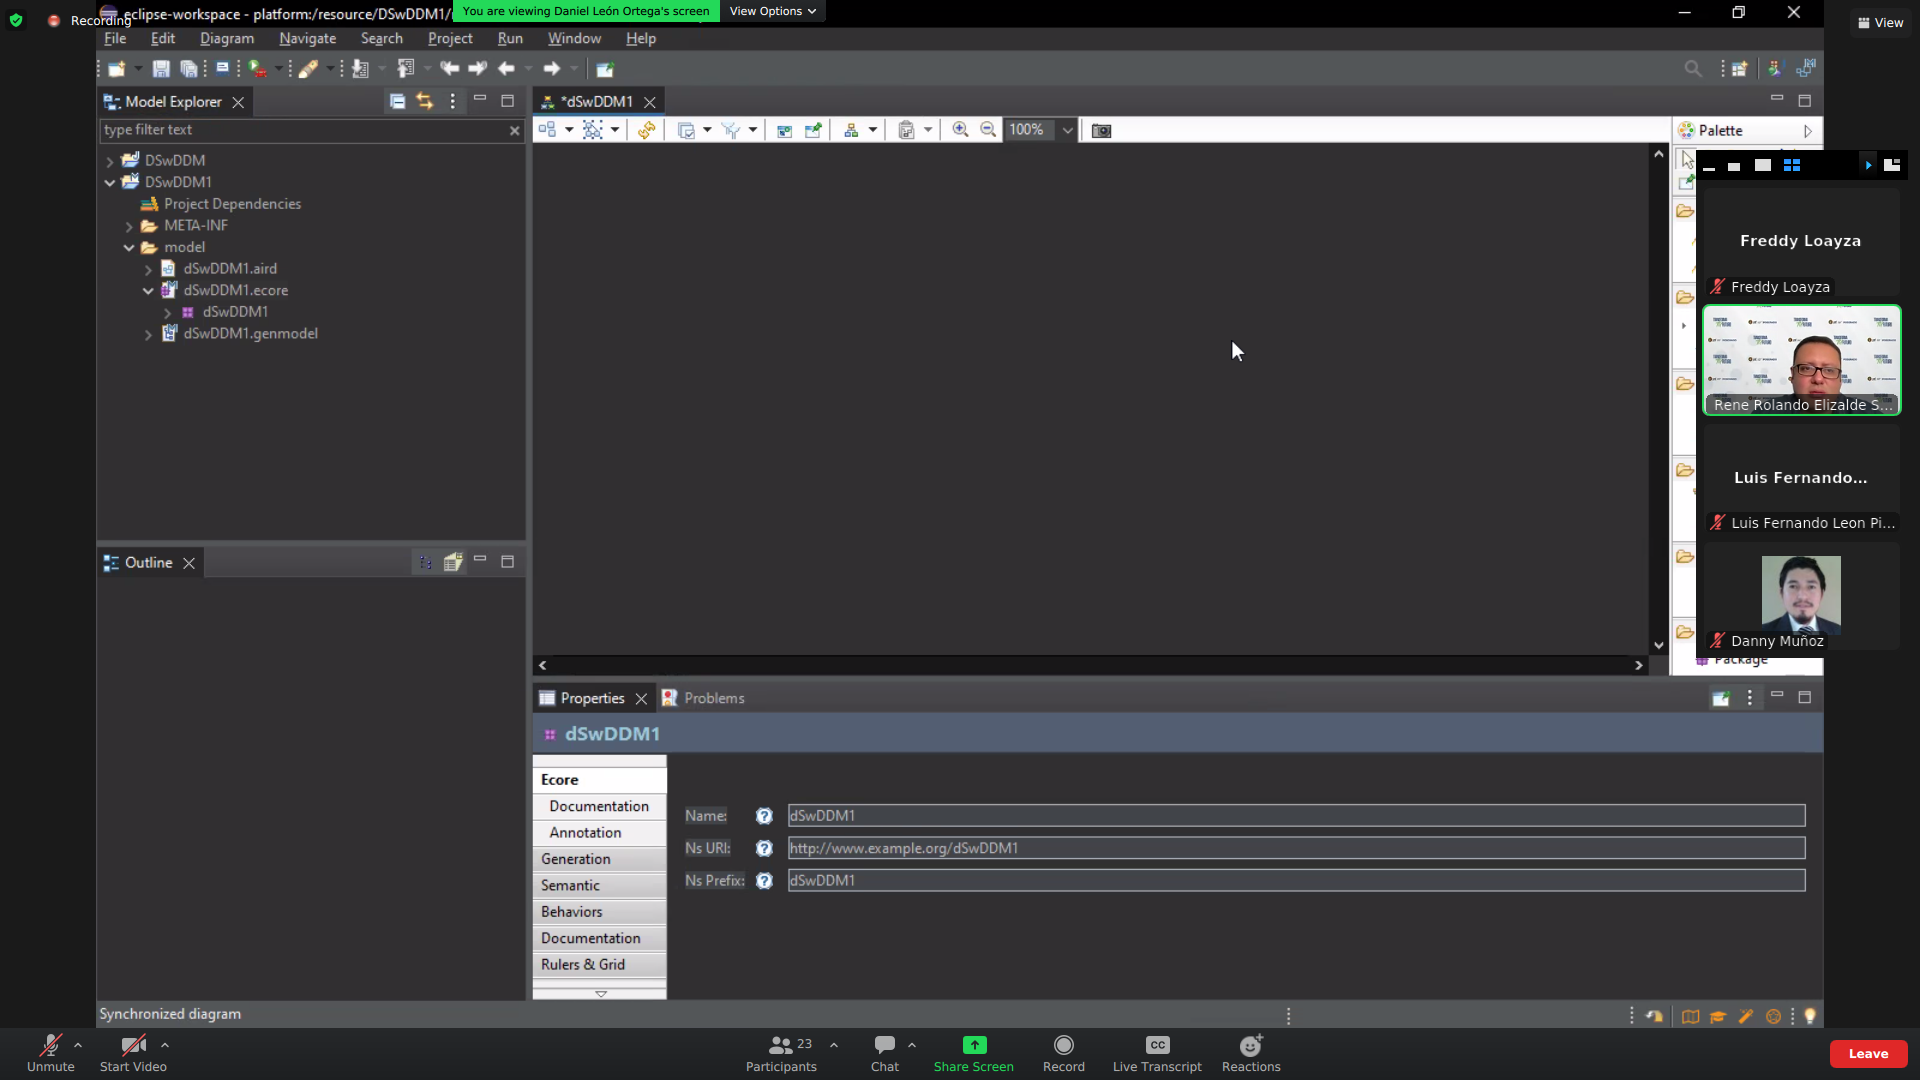 Recording
eclipse-workspace - platform:/resource/DSwDDM1/
You are viewing Daniel León Ortega's screen
View Options
View
File Edit Diagram Navigate Search Project Run Window Help
Model Explorer
*dSwDDM1
type filter text
100%
Palette
DSwDDM
DSwDDM1
Project Dependencies
META-INF
model
dSwDDM1.aird
dSwDDM1.ecore
dSwDDM1
dSwDDM1.genmodel
Freddy Loayza
Freddy Loayza
Rene Rolando Elizalde S...
Luis Fernando...
Luis Fernando Leon Pi...
Danny Muñoz
Package
Outline
Properties
Problems
dSwDDM1
Ecore
Documentation
Annotation
Generation
Semantic
Behaviors
Documentation
Rulers & Grid
Name: dSwDDM1
Ns URI: http://www.example.org/dSwDDM1
Ns Prefix: dSwDDM1
Synchronized diagram
Unmute
Start Video
23
Participants
Chat
Share Screen
Record
CC
Live Transcript
Reactions
Leave